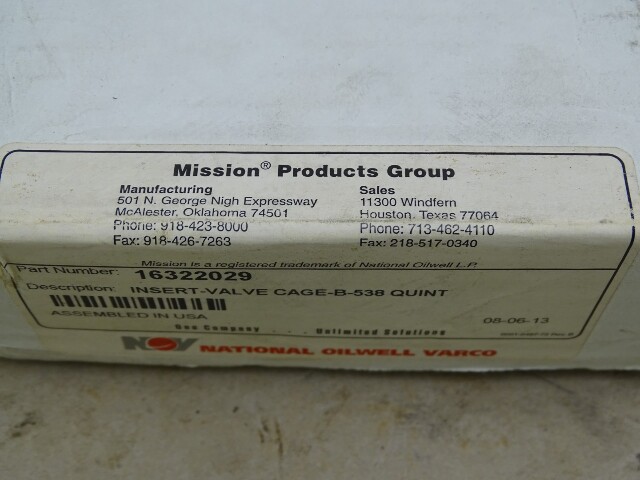 Mission® Products Group
Manufacturing
501 N. George Nigh Expressway
McAlester, Oklahoma 74501
Phone: 918-423-8000
Fax: 918-426-7263
Sales
11300 Windfern
Houston, Texas 77064
Phone: 713-462-4110
Fax: 218-517-0340
Mission is a registered trademark of National Oilwell L.P.
Part Number: 16322029
Description: INSERT-VALVE CAGE-B-538 QUINT
ASSEMBLED IN USA
08-06-13
One Company . . . Unlimited Solutions
NOV NATIONAL OILWELL VARCO